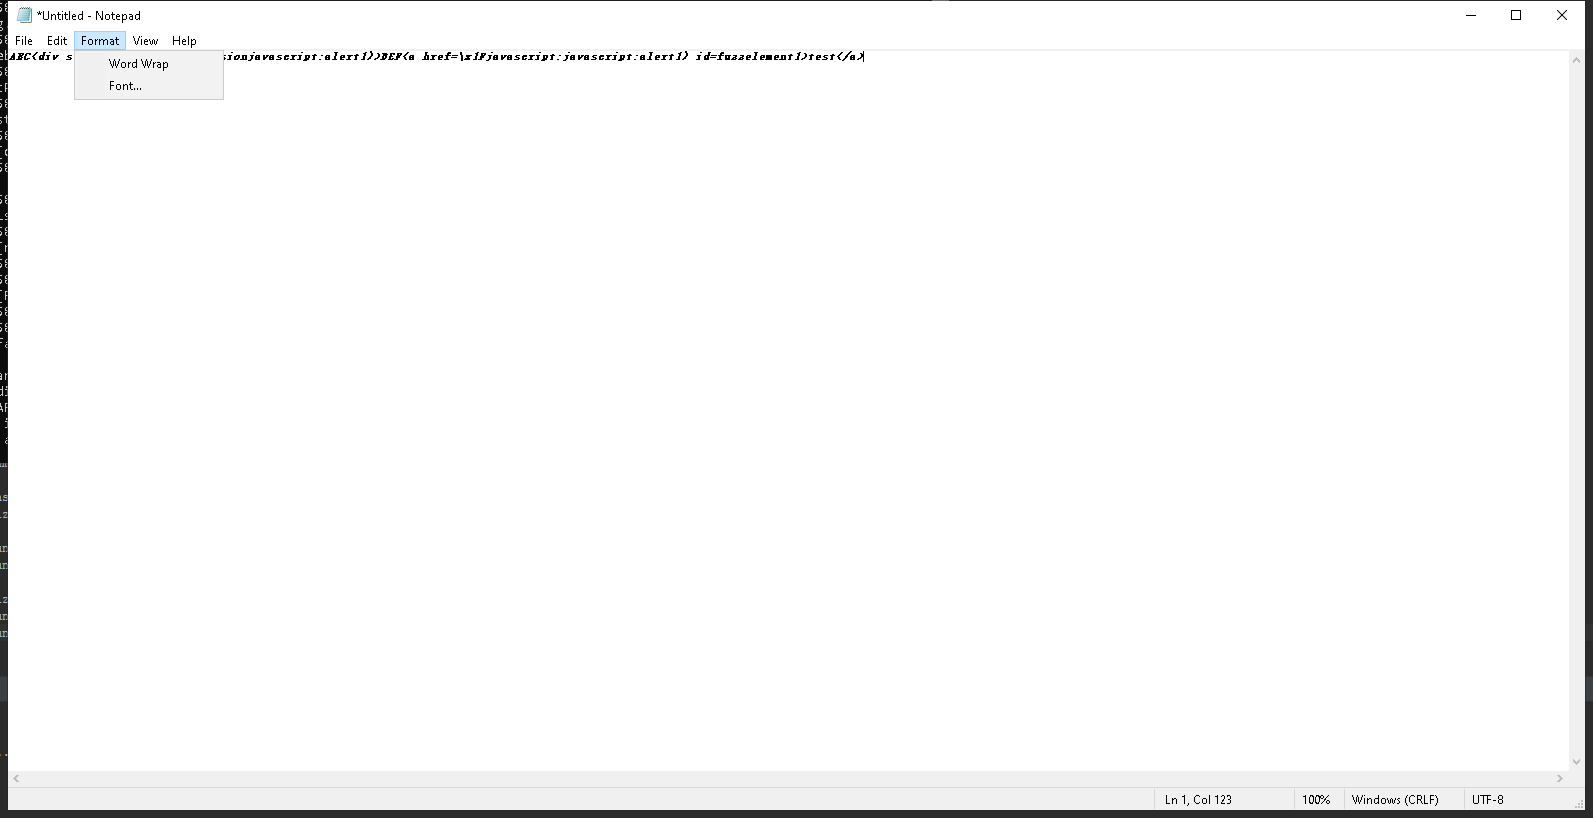 *Untitled - Notepad
File Edit Format View Help
ABC<div s sionjavascript:alert1)>DEF<a href=\x1Fjavascript:javascript:alert1) id=fuzzelement1)test</a>
Word Wrap
Font...
Ln 1, Col 123 100% Windows (CRLF) UTF-8